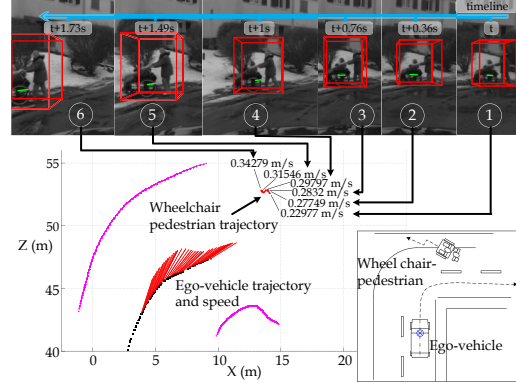 timeline
t+1.73s
t+1.49s
t+1s
t+0.76s
t+0.36s
t
6
5
4
3
2
1
0.34279 m/s
0.31546 m/s
0.29797 m/s
0.2832 m/s
0.27749 m/s
0.22977 m/s
Wheelchair
pedestrian trajectory
Ego-vehicle trajectory
and speed
Z (m)
55
50
45
40
0
5
10
15
20
X (m)
Wheel chair-
pedestrian
Ego-vehicle